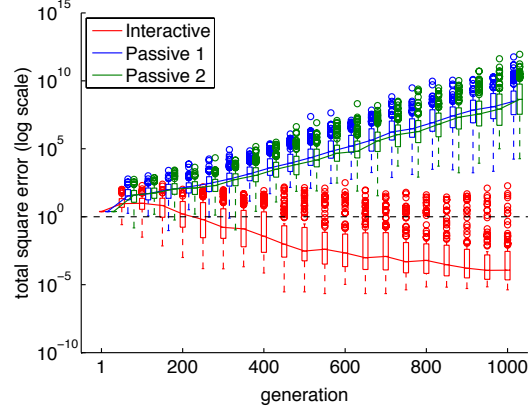 Interactive
Passive 1
Passive 2
total square error (log scale)
10^15
10^10
10^5
10^0
10^-5
10^-10
1 200 400 600 800 1000
generation